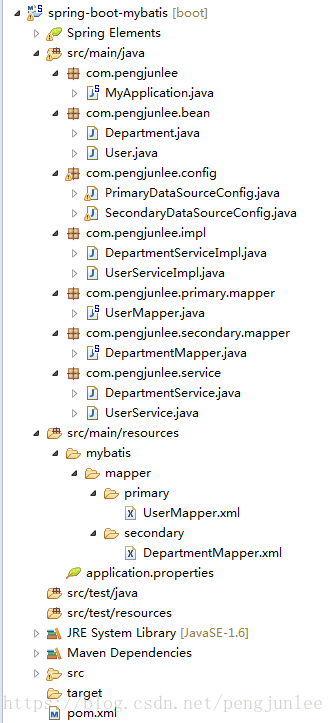 spring-boot-mybatis [boot]
Spring Elements
src/main/java
com.pengjunlee
MyApplication.java
com.pengjunlee.bean
Department.java
User.java
com.pengjunlee.config
PrimaryDataSourceConfig.java
SecondaryDataSourceConfig.java
com.pengjunlee.impl
DepartmentServiceImpl.java
UserServiceImpl.java
com.pengjunlee.primary.mapper
UserMapper.java
com.pengjunlee.secondary.mapper
DepartmentMapper.java
com.pengjunlee.service
DepartmentService.java
UserService.java
src/main/resources
mybatis
mapper
primary
UserMapper.xml
secondary
DepartmentMapper.xml
application.properties
src/test/java
src/test/resources
JRE System Library [JavaSE-1.6]
Maven Dependencies
src
target
https://blog.csdn.net/pengjunlee
pom.xml